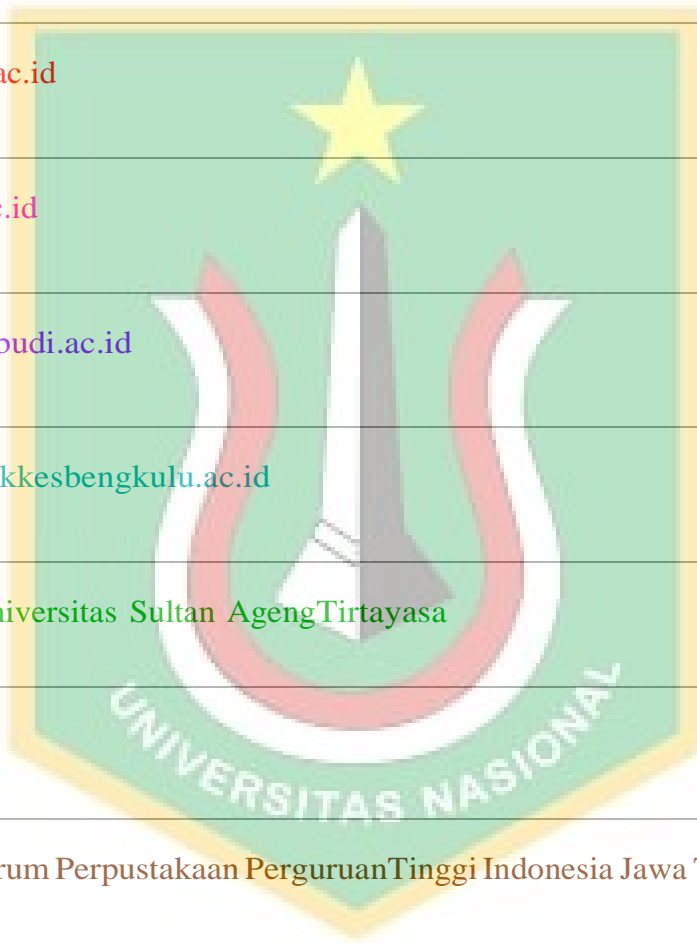 ac.id
c.id
budi.ac.id
kkesbengkulu.ac.id
niversitas Sultan AgengTirtayasa
UNIVERSITAS NASIONAL
rum Perpustakaan PerguruanTinggi Indonesia Jawa